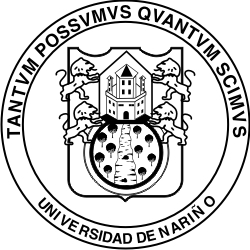 TANTVM POSSVMVS QVANTVM SCIMVS
UNIVERSIDAD DE NARIÑO